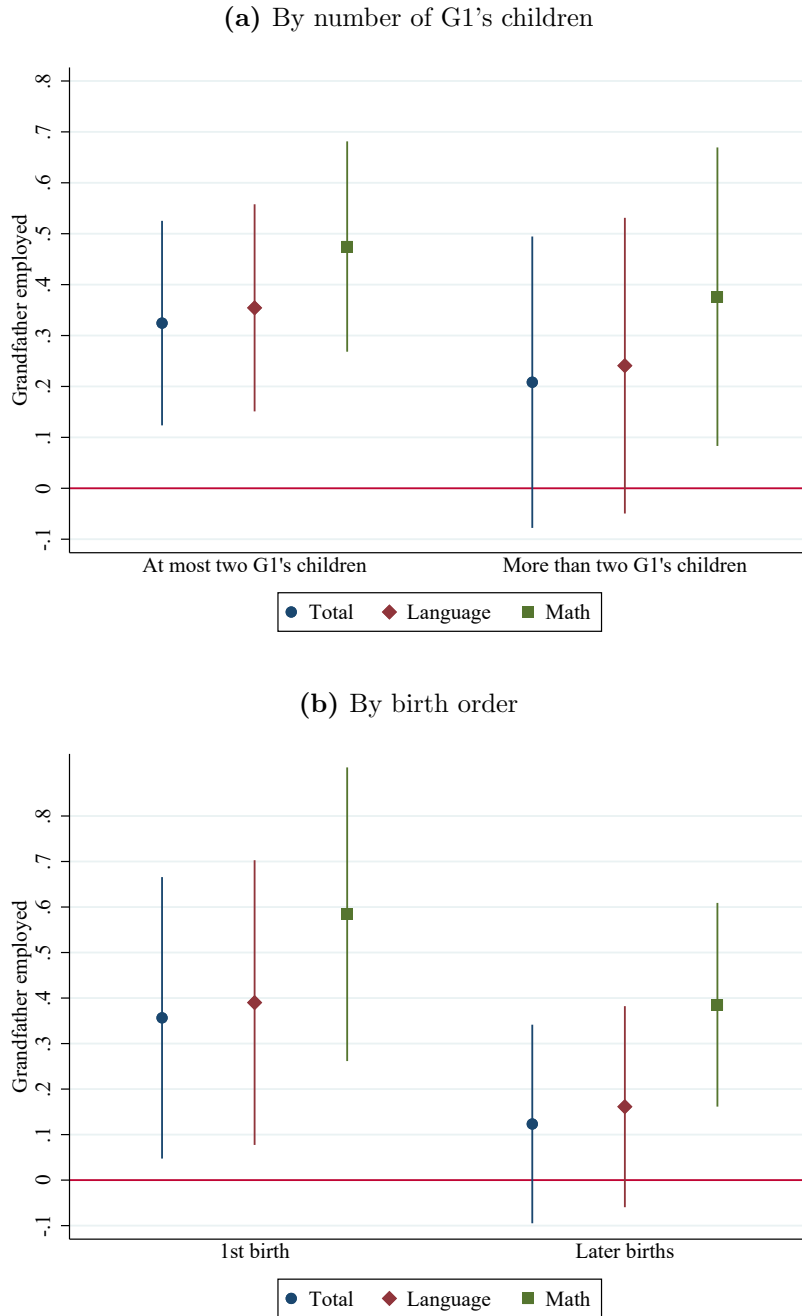 (a) By number of G1's children
Grandfather employed
.8
.7
.6
.5
.4
.3
.2
.1
0
-.1
At most two G1's children
More than two G1's children
Total
Language
Math
(b) By birth order
Grandfather employed
.8
.7
.6
.5
.4
.3
.2
.1
0
-.1
1st birth
Later births
Total
Language
Math